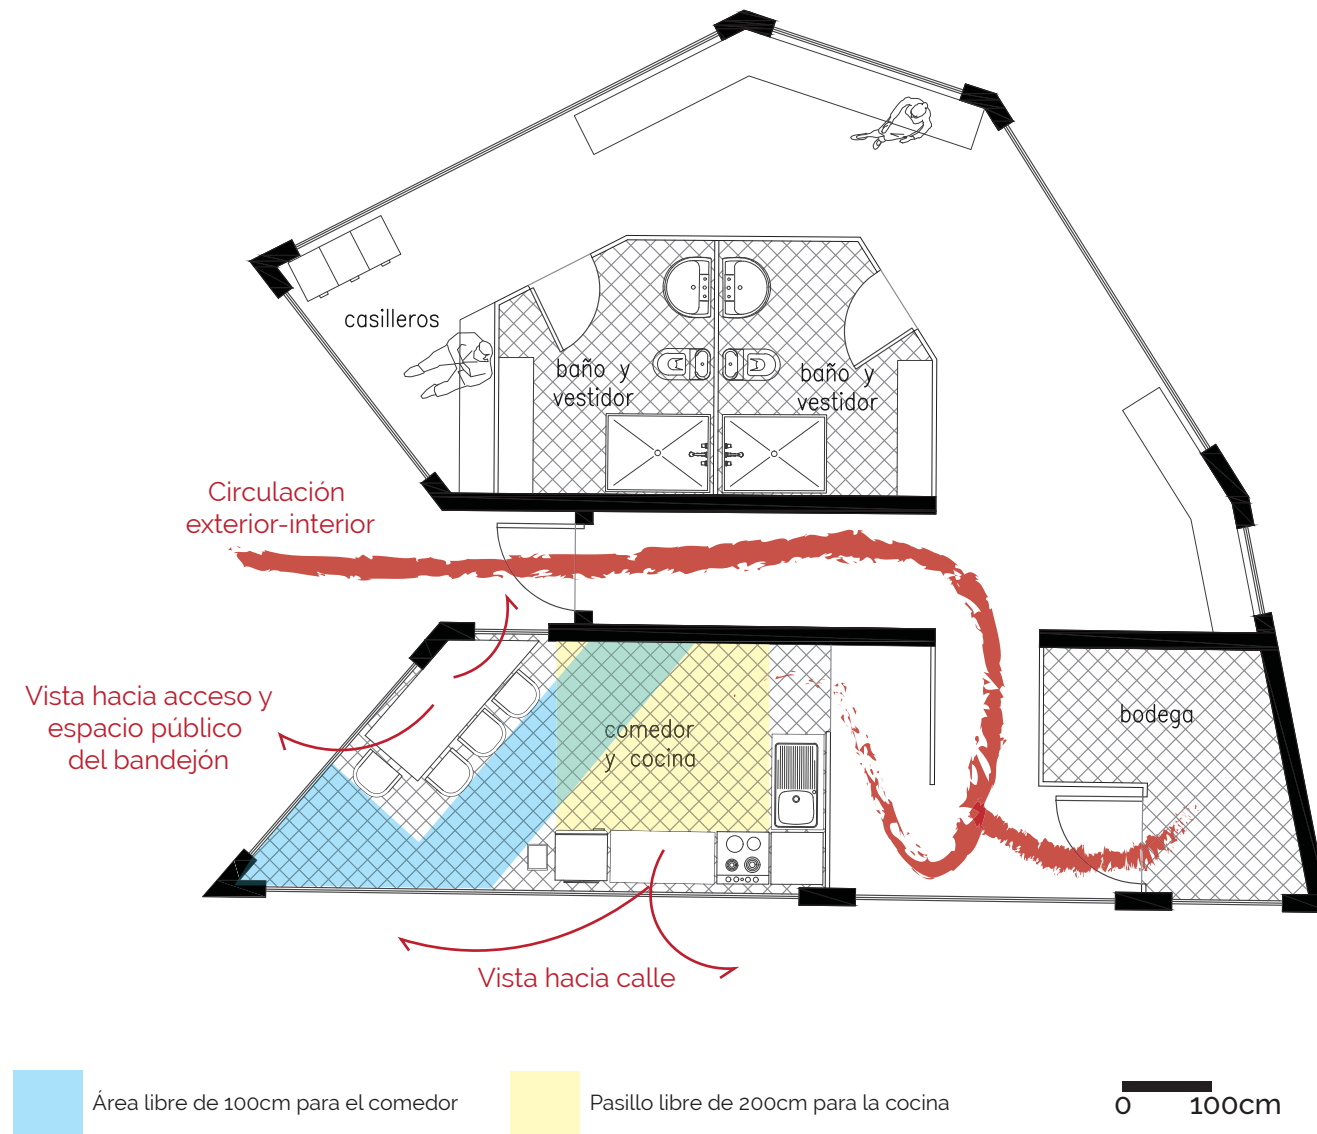 casilleros
baño y
vestidor
baño y
vestidor
Circulación
exterior-interior
Vista hacia acceso y
espacio público
del bandejón
comedor
y cocina
bodega
Vista hacia calle
Área libre de 100cm para el comedor
Pasillo libre de 200cm para la cocina
0 100cm